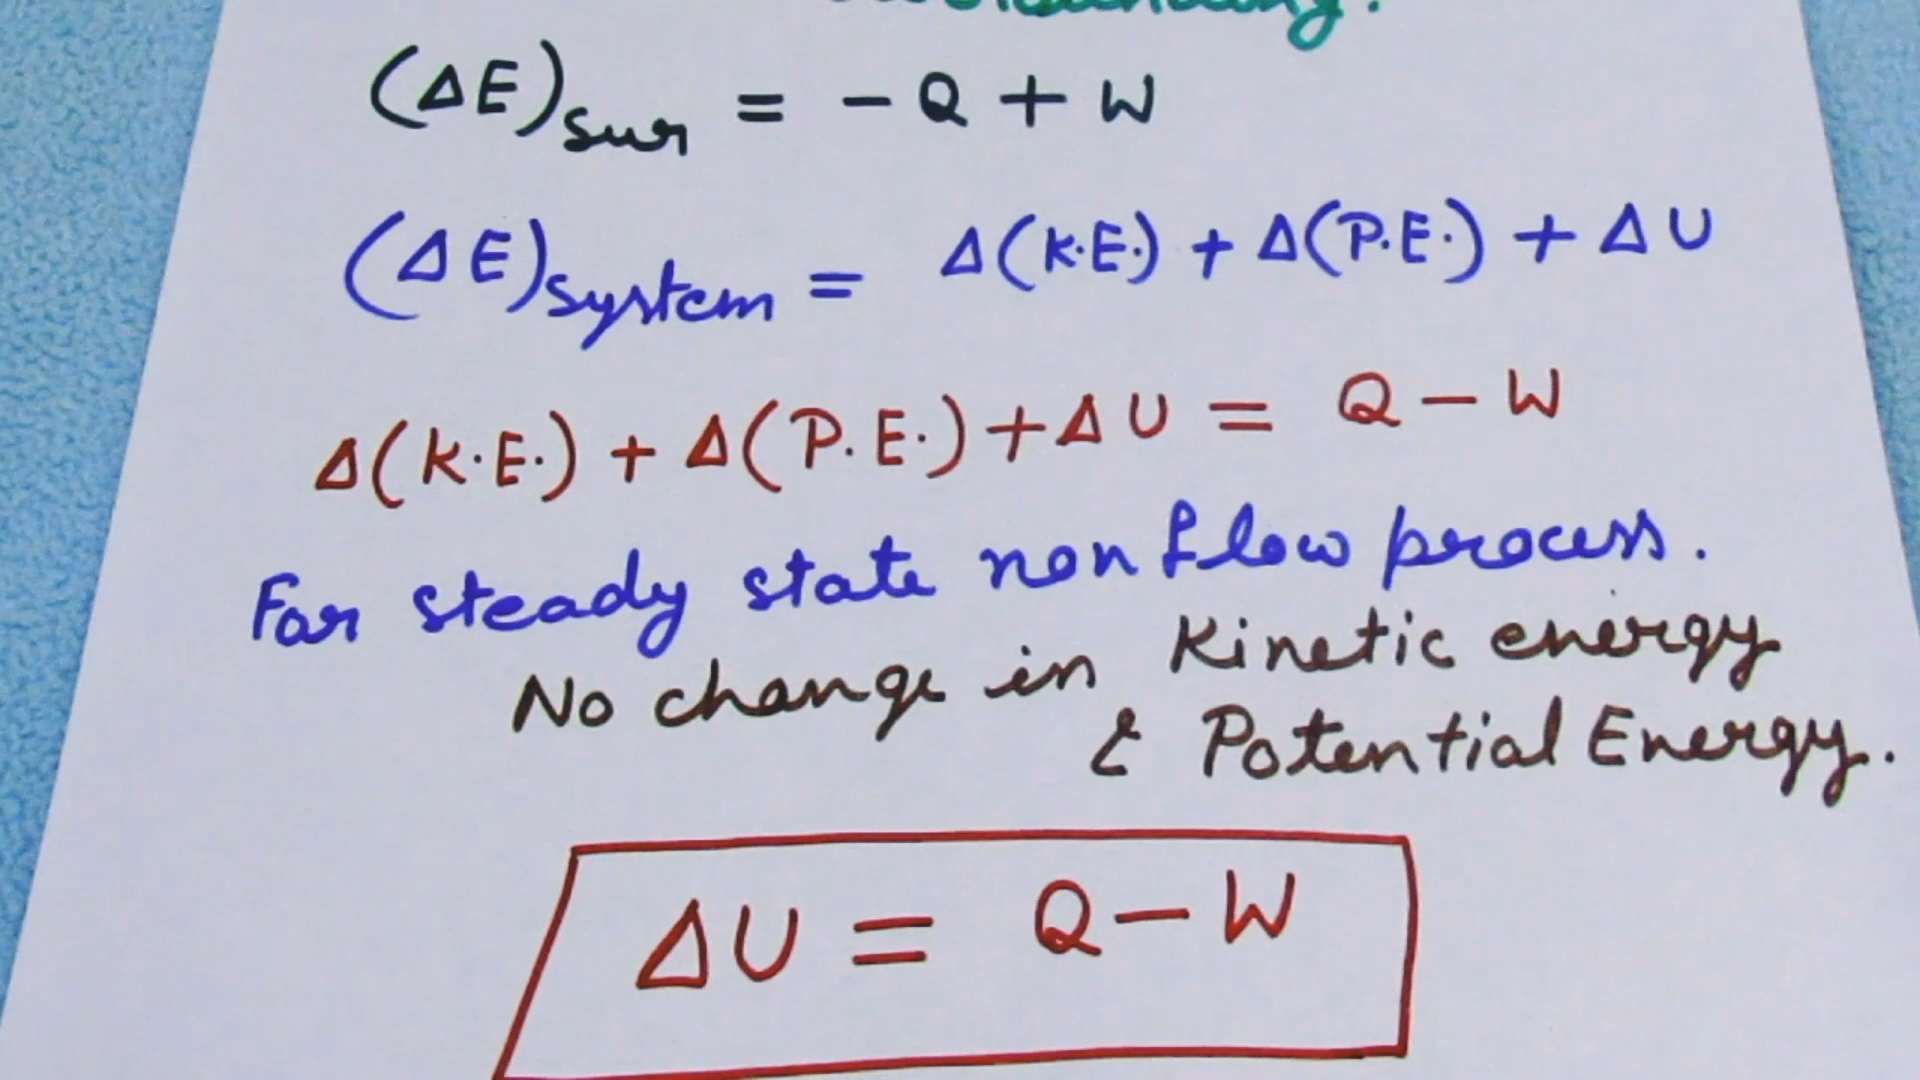 (ΔE)sur = - Q + W
(ΔE)system = Δ(K.E.) + Δ(P.E.) + ΔU
Δ(K.E.) + Δ(P.E.) + ΔU = Q - W
For steady state non flow process.
No change in Kinetic energy
& Potential Energy.
ΔU = Q - W